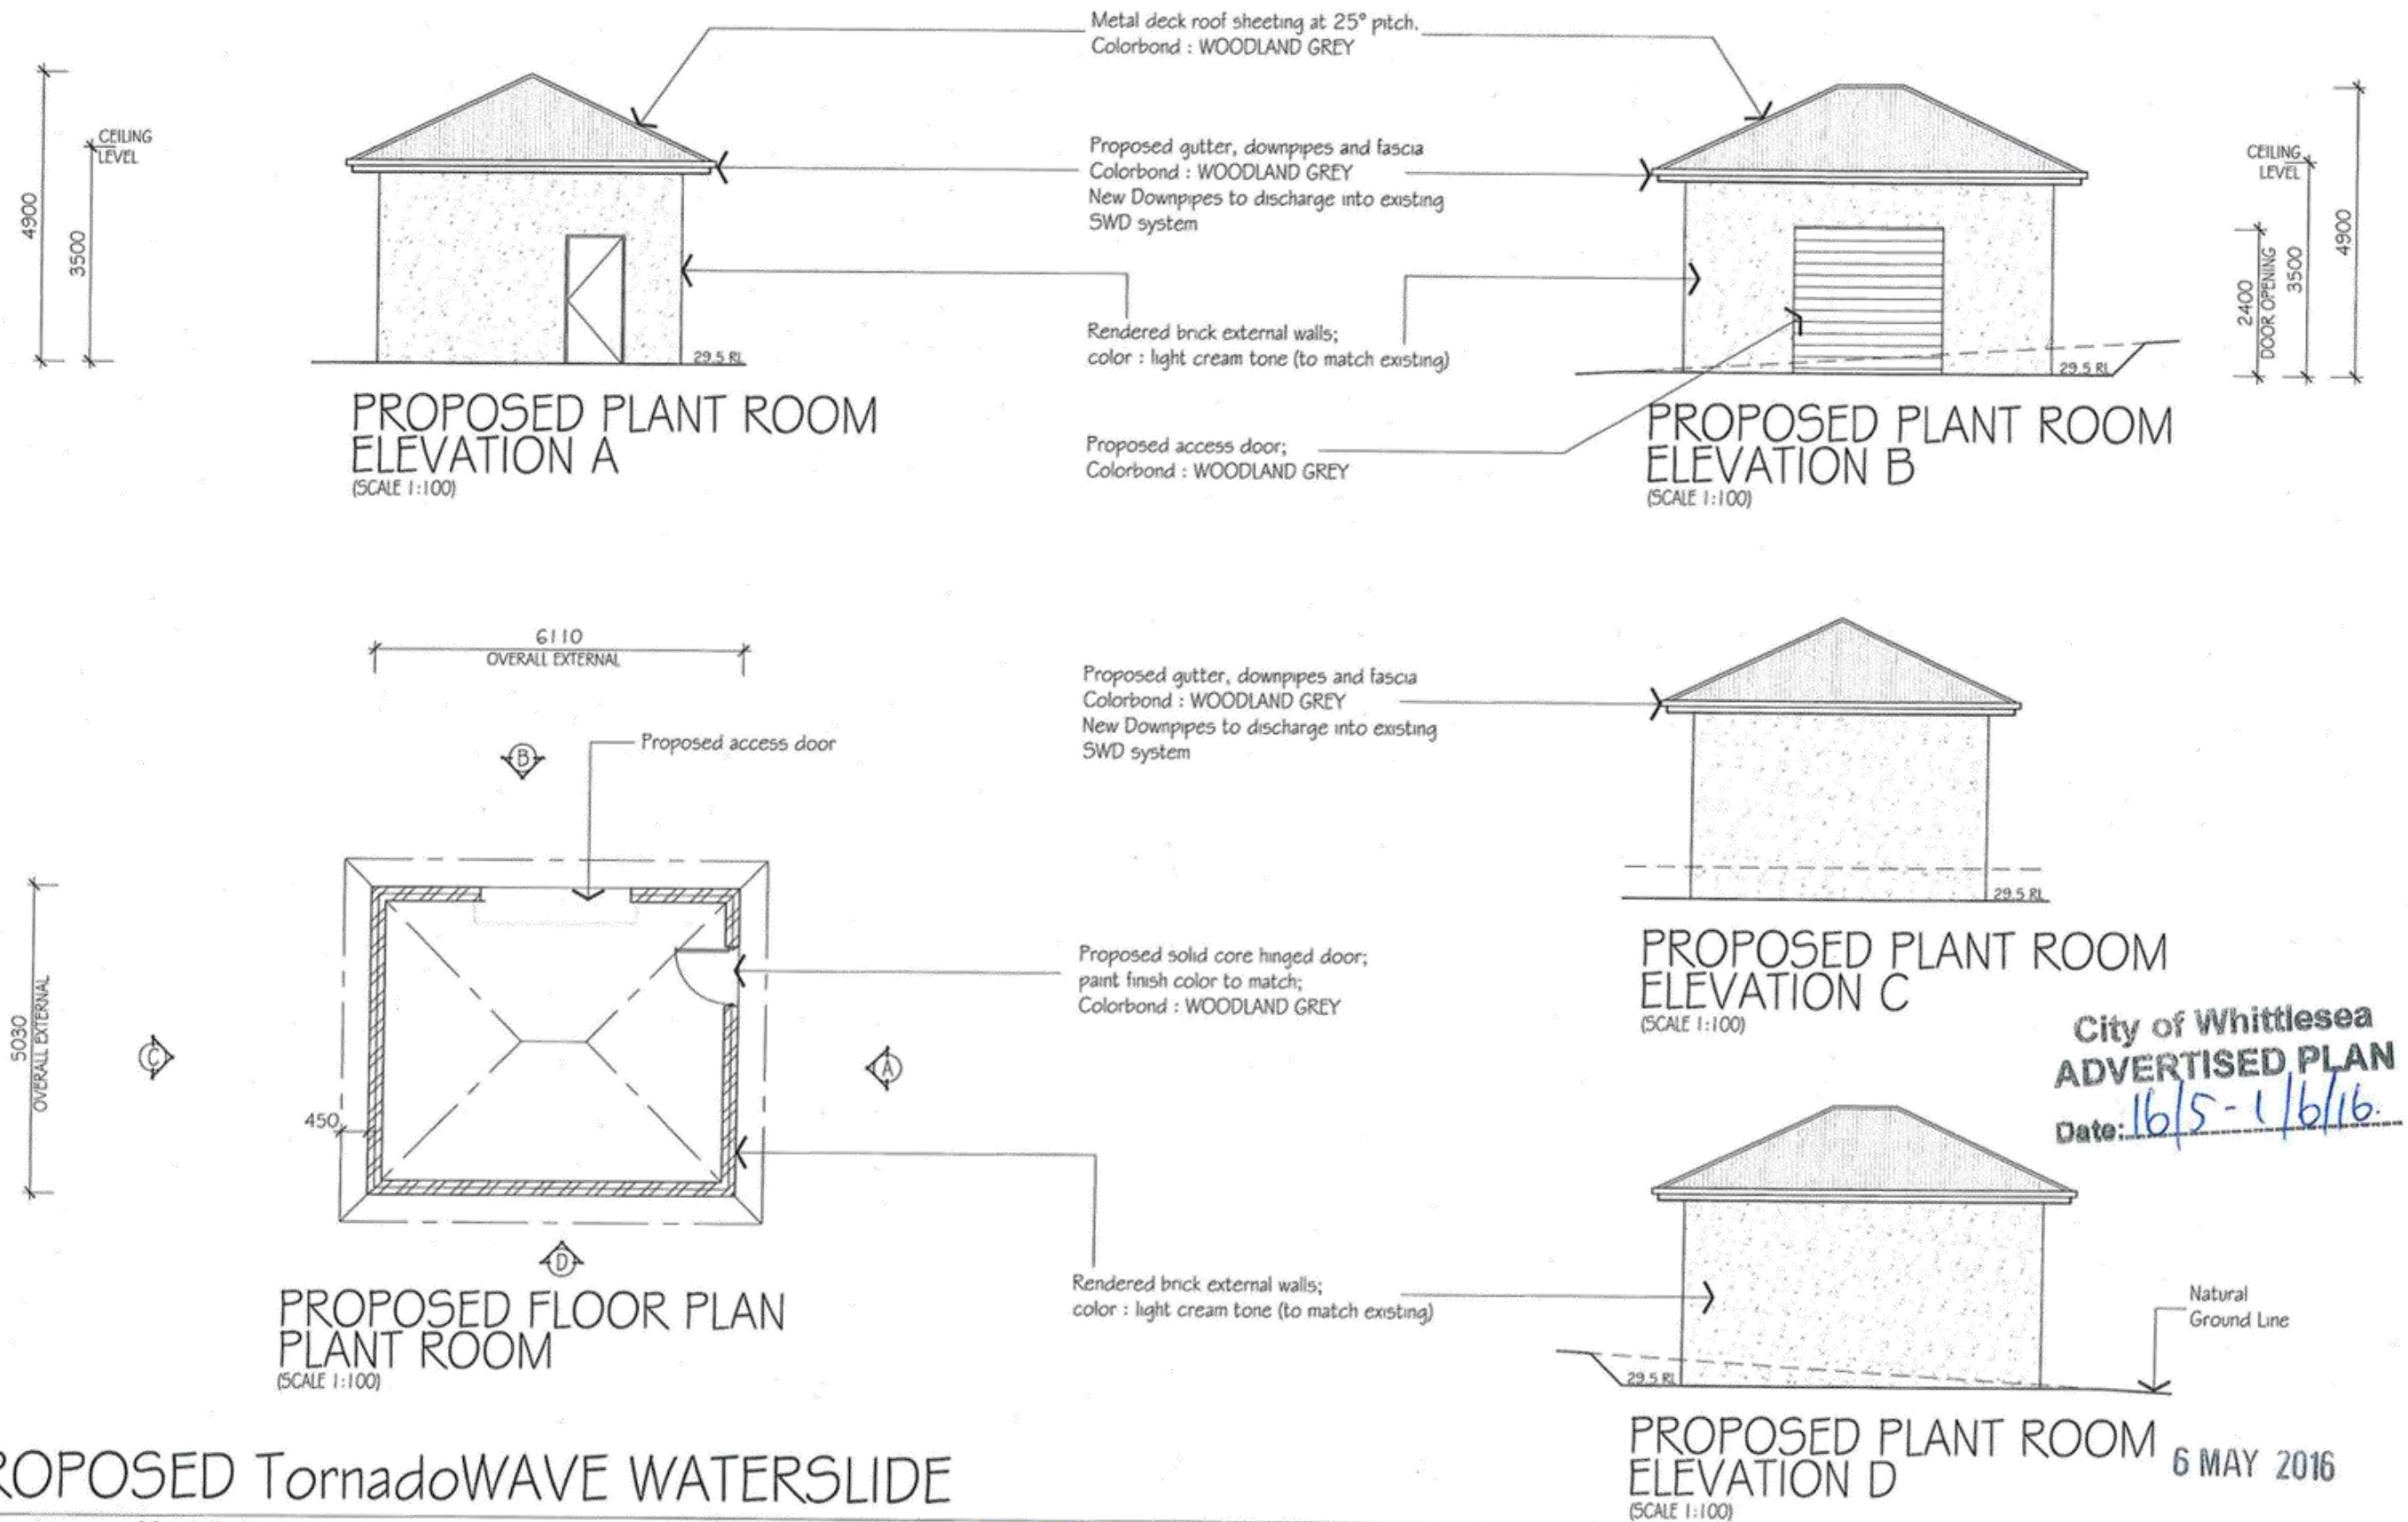 Metal deck roof sheeting at 25° pitch.
Colorbond : WOODLAND GREY
4900
3500
CEILING
LEVEL
29.5 RL
PROPOSED PLANT ROOM
ELEVATION A
(SCALE 1:100)
Proposed gutter, downpipes and fascia
Colorbond : WOODLAND GREY
New Downpipes to discharge into existing
SWD system
Rendered brick external walls;
color : light cream tone (to match existing)
Proposed access door;
Colorbond : WOODLAND GREY
29.5 RL
CEILING
LEVEL
2400
DOOR OPENING
3500
4900
PROPOSED PLANT ROOM
ELEVATION B
(SCALE 1:100)
6110
OVERALL EXTERNAL
B
Proposed access door
5030
OVERALL EXTERNAL
C
A
450
D
PROPOSED FLOOR PLAN
PLANT ROOM
(SCALE 1:100)
Proposed gutter, downpipes and fascia
Colorbond : WOODLAND GREY
New Downpipes to discharge into existing
SWD system
Proposed solid core hinged door;
paint finish color to match;
Colorbond : WOODLAND GREY
Rendered brick external walls;
color : light cream tone (to match existing)
29.5 RL
PROPOSED PLANT ROOM
ELEVATION C
(SCALE 1:100)
City of Whittlesea
ADVERTISED PLAN
Date: 16/5 - 1/6/16.
Natural
Ground Line
29.5 RL
PROPOSED PLANT ROOM
ELEVATION D
(SCALE 1:100)
6 MAY 2016
ROPOSED TornadoWAVE WATERSLIDE